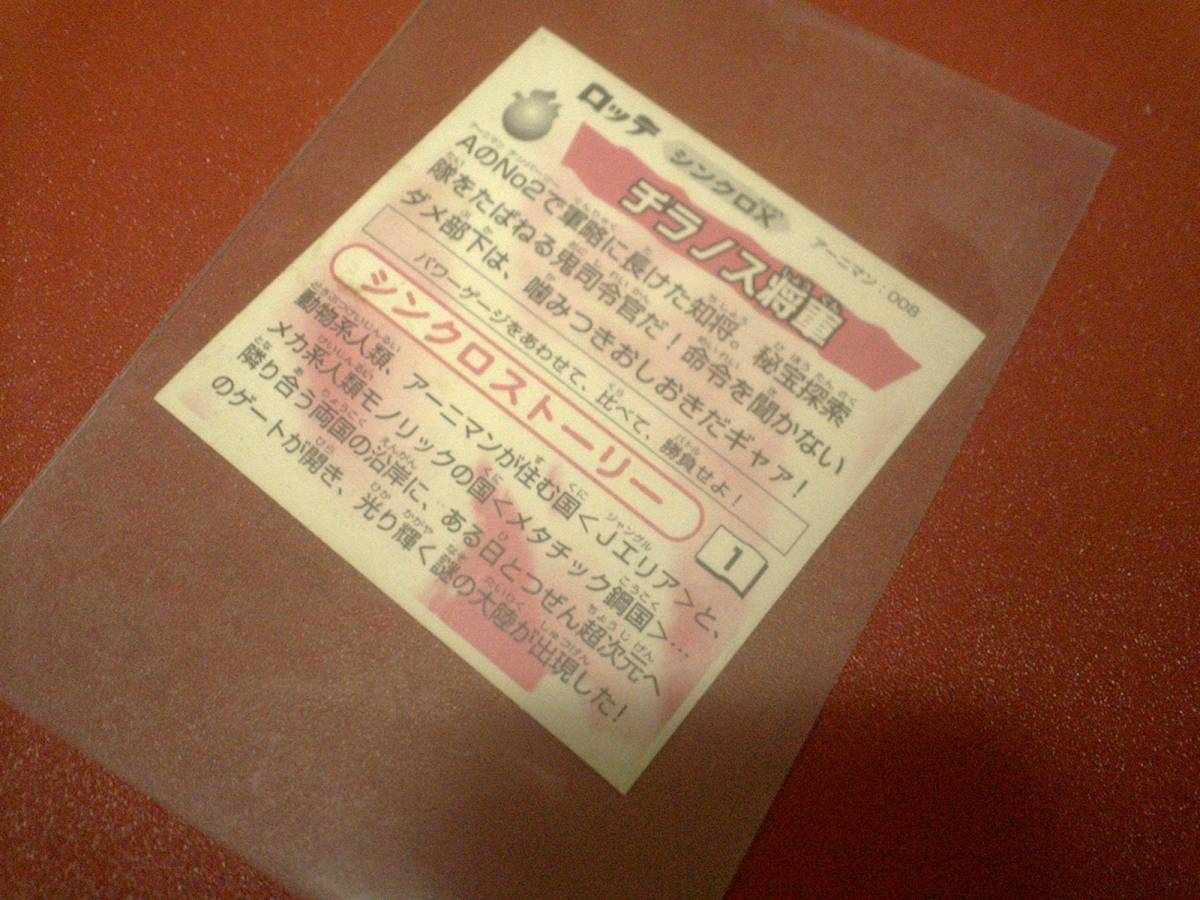 ロッテ
シンクロX
アーニマン:008
チラノス将軍
AのNo2で軍略に長けた知将。秘宝探索
隊をたばねる鬼司令官だ!命令を聞かない
ダメ部下は、噛みつきおしおきだギャァ!
パワーゲージをあわせて、比べて、勝負せよ!
シンクロストーリー
1
動物系人類、アーニマンが住む国<Jエリア>と、
メカ系人類モノリックの国<メタチック鋼国>…
隣り合う両国の沿岸に、ある日とつぜん超次元へ
のゲートが開き、光り輝く謎の大陸が出現した!